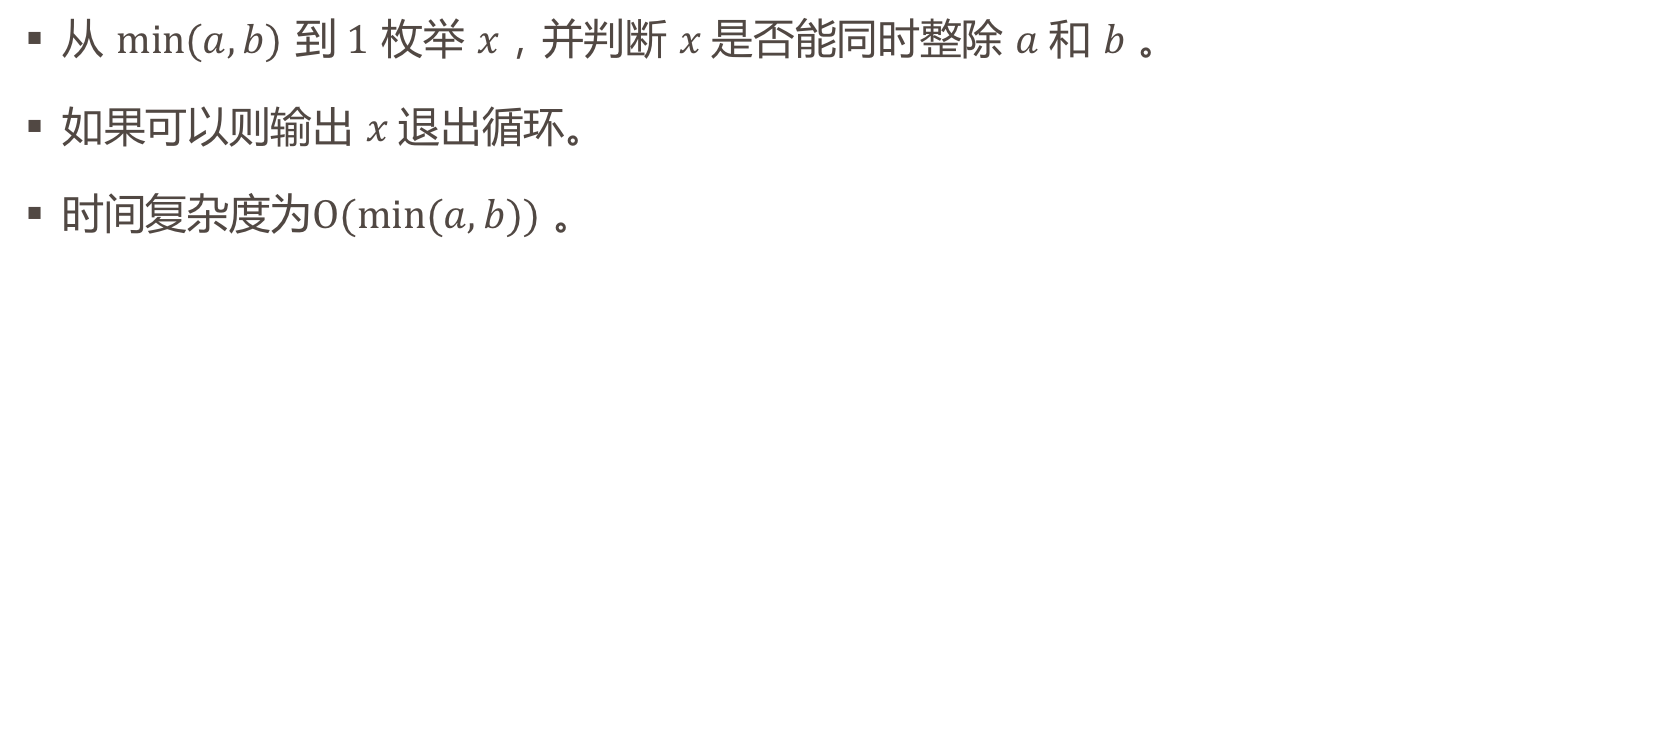 ▪ 从 min(a, b) 到 1 枚举 x，并判断 x 是否能同时整除 a 和 b 。
▪ 如果可以则输出 x 退出循环。
▪ 时间复杂度为O(min(a, b)) 。